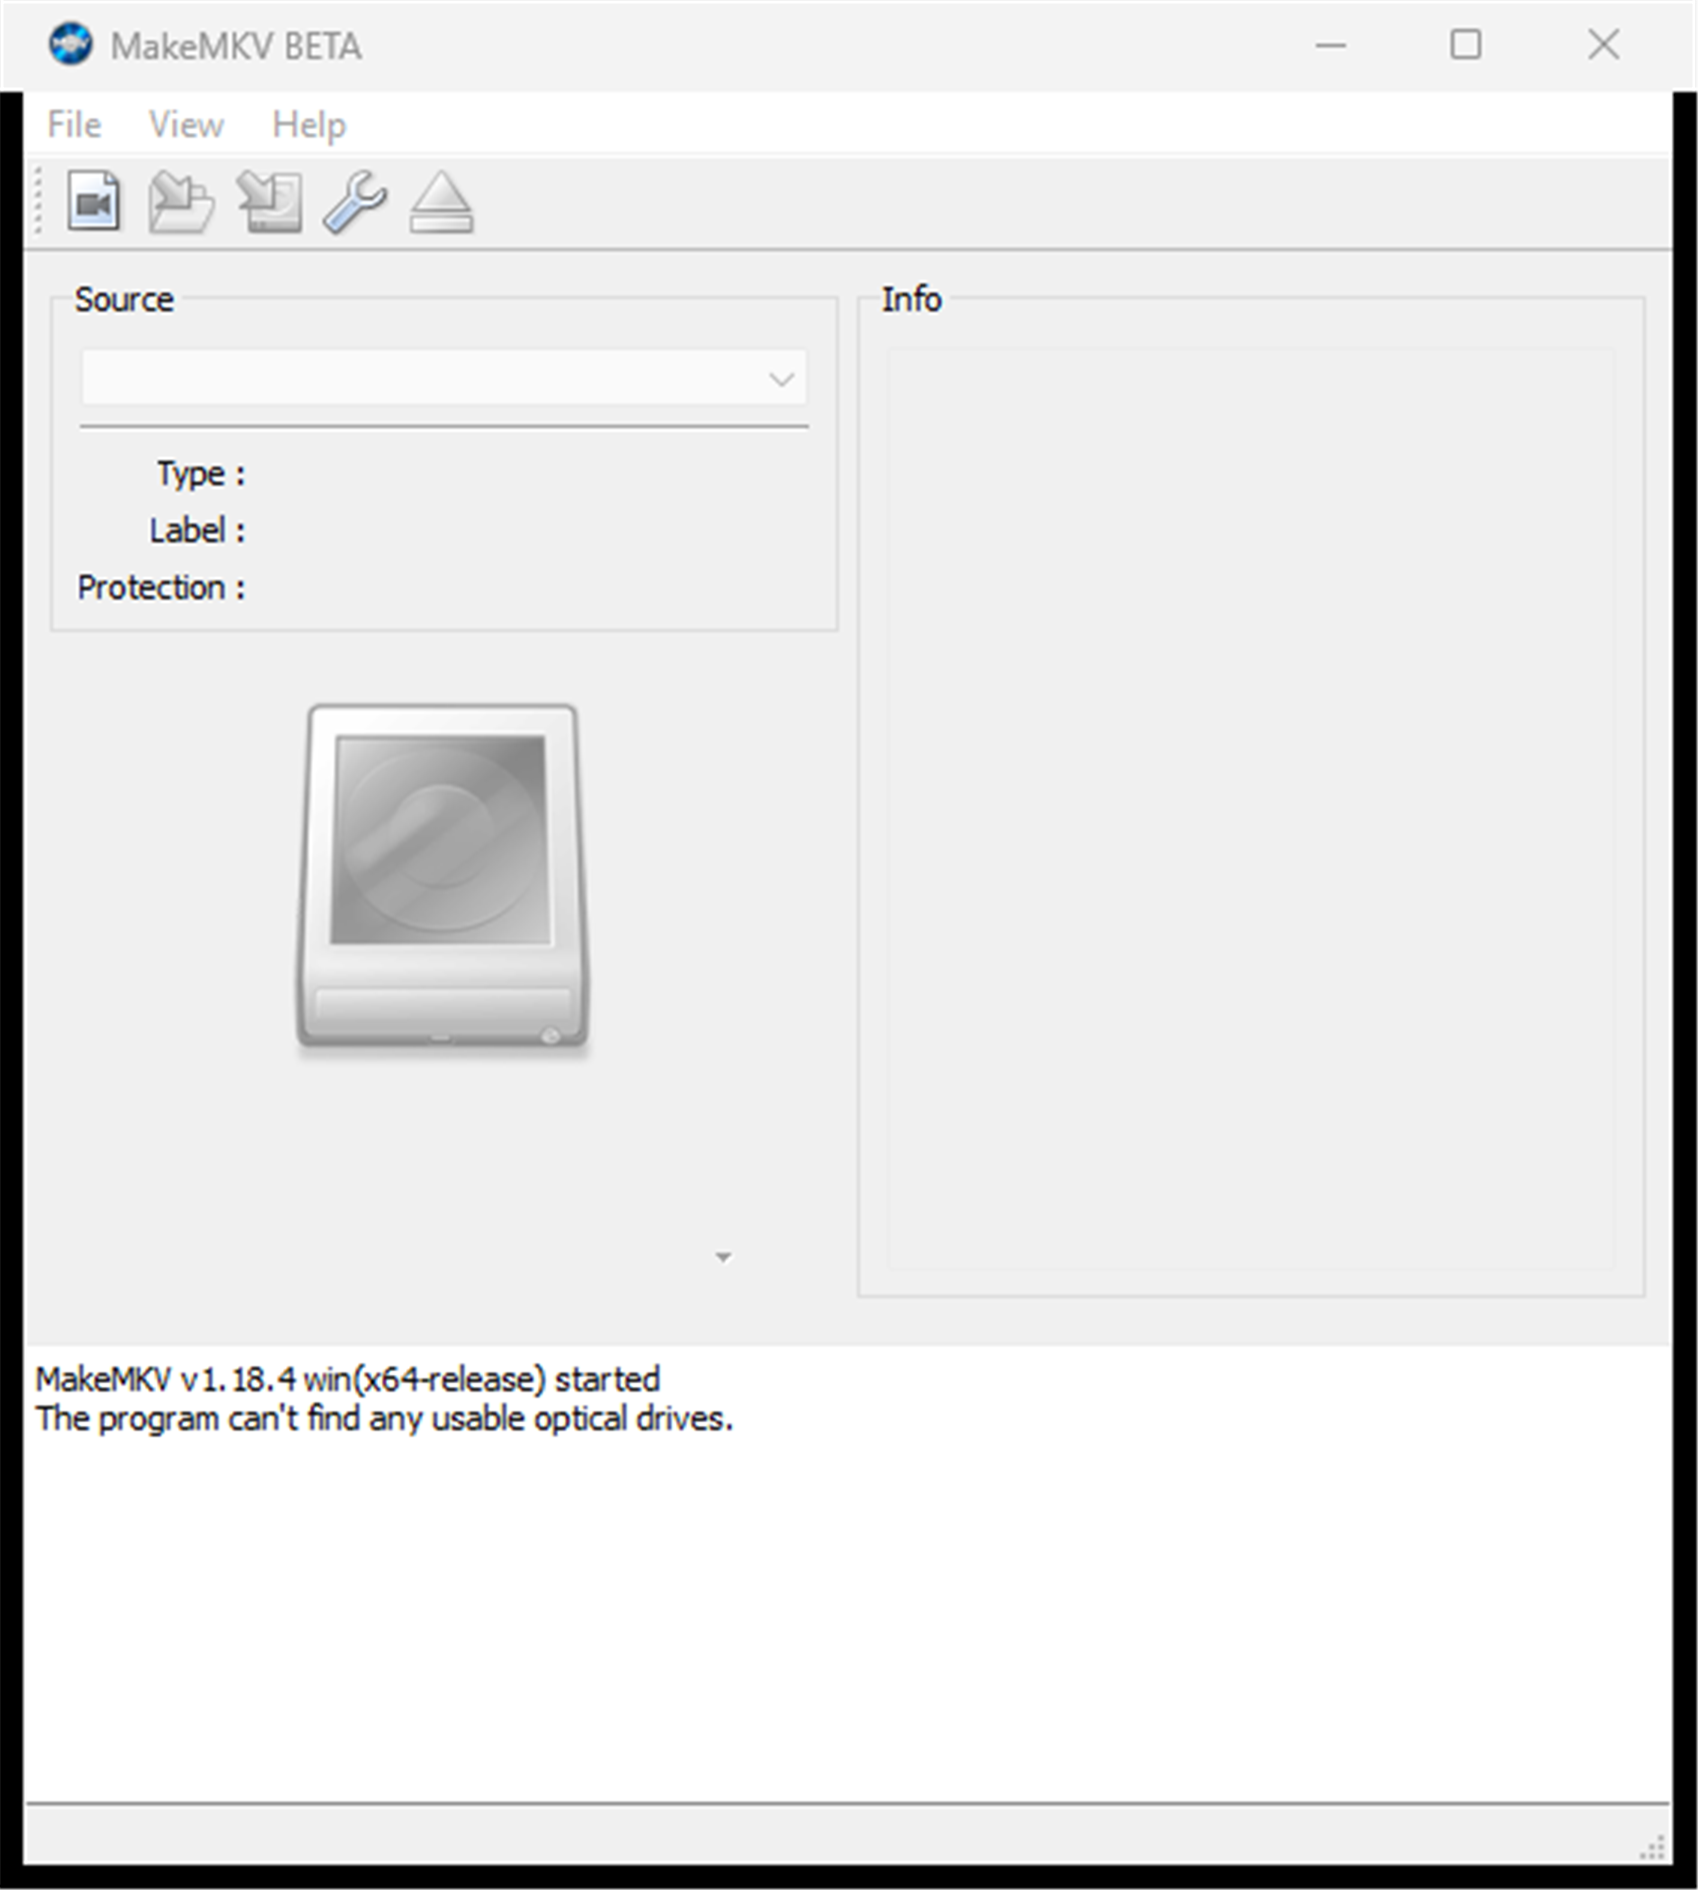 MakeMKV BETA
File View Help
Source
Info
Type :
Label :
Protection :
MakeMKV v1.18.4 win(x64-release) started
The program can't find any usable optical drives.